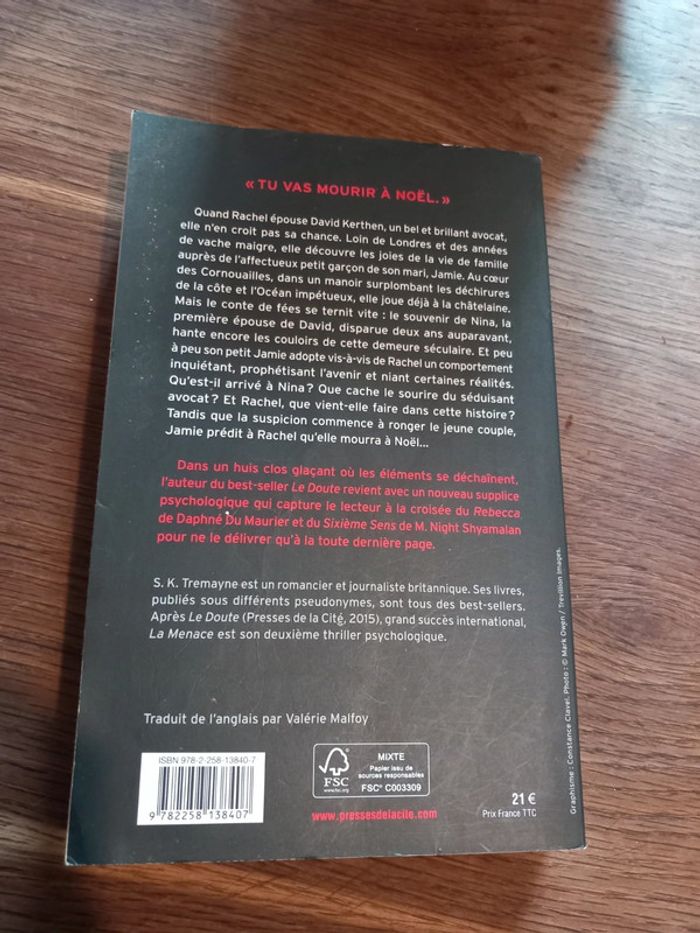 « TU VAS MOURIR À NOËL. »
Quand Rachel épouse David Kerthen, un bel et brillant avocat,
elle n'en croit pas sa chance. Loin de Londres et des années
de vache maigre, elle découvre les joies de la vie de famille
auprès de l'affectueux petit garçon de son mari, Jamie. Au cœur
des Cornouailles, dans un manoir surplombant les déchirures
de la côte et l'Océan impétueux, elle joue déjà à la châtelaine.
Mais le conte de fées se ternit vite : le souvenir de Nina, la
première épouse de David, disparue deux ans auparavant,
hante encore les couloirs de cette demeure séculaire. Et peu
à peu son petit Jamie adopte vis-à-vis de Rachel un comportement
inquiétant, prophétisant l'avenir et niant certaines réalités.
Qu'est-il arrivé à Nina ? Que cache le sourire du séduisant
avocat ? Et Rachel, que vient-elle faire dans cette histoire ?
Tandis que la suspicion commence à ronger le jeune couple,
Jamie prédit à Rachel qu'elle mourra à Noël...
Dans un huis clos glaçant où les éléments se déchaînent,
l'auteur du best-seller Le Doute revient avec un nouveau supplice
psychologique qui capture le lecteur à la croisée du Rebecca
de Daphné Du Maurier et du Sixième Sens de M. Night Shyamalan
pour ne le délivrer qu'à la toute dernière page.
S. K. Tremayne est un romancier et journaliste britannique. Ses livres,
publiés sous différents pseudonymes, sont tous des best-sellers.
Après Le Doute (Presses de la Cité, 2015), grand succès international,
La Menace est son deuxième thriller psychologique.
Traduit de l'anglais par Valérie Malfoy
ISBN 978-2-258-13840-7
9 782258 138407
FSC
www.fsc.org
MIXTE
Papier issu de
sources responsables
FSC® C003309
www.pressesdelacite.com
21 €
Prix France TTC
Graphisme : Constance Clavel. Photo : © Mark Owen / Trevillion Images.